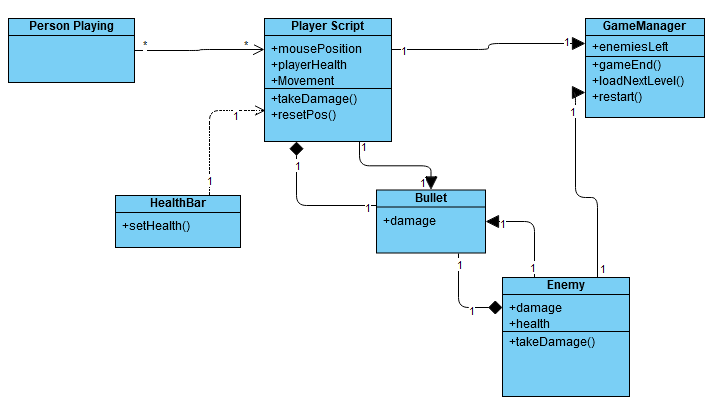 Person Playing
*
*
Player Script
+mousePosition
+playerHealth
+Movement
+takeDamage()
+resetPos()
1
1
GameManager
+enemiesLeft
+gameEnd()
+loadNextLevel()
+restart()
1
1
1
1
1
1
1
HealthBar
+setHealth()
1
Bullet
+damage
1
1
1
1
1
Enemy
+damage
+health
+takeDamage()